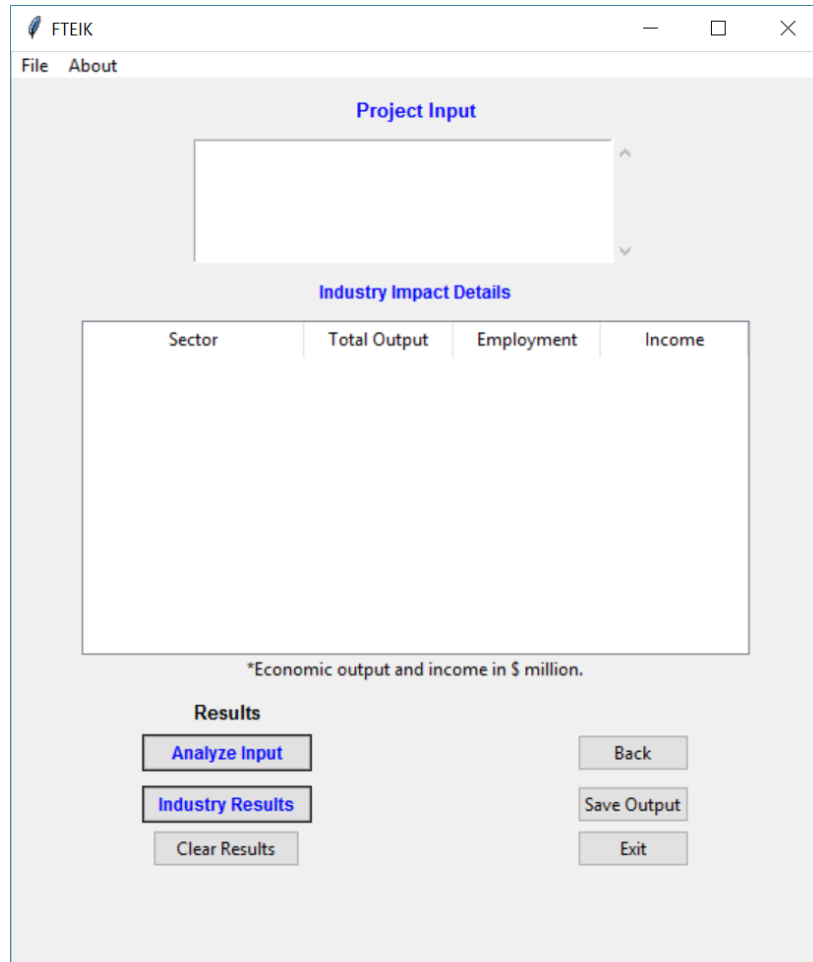 FTEIK
File About
Project Input
Industry Impact Details
Sector Total Output Employment Income
*Economic output and income in $ million.
Results
Analyze Input Back
Industry Results Save Output
Clear Results Exit